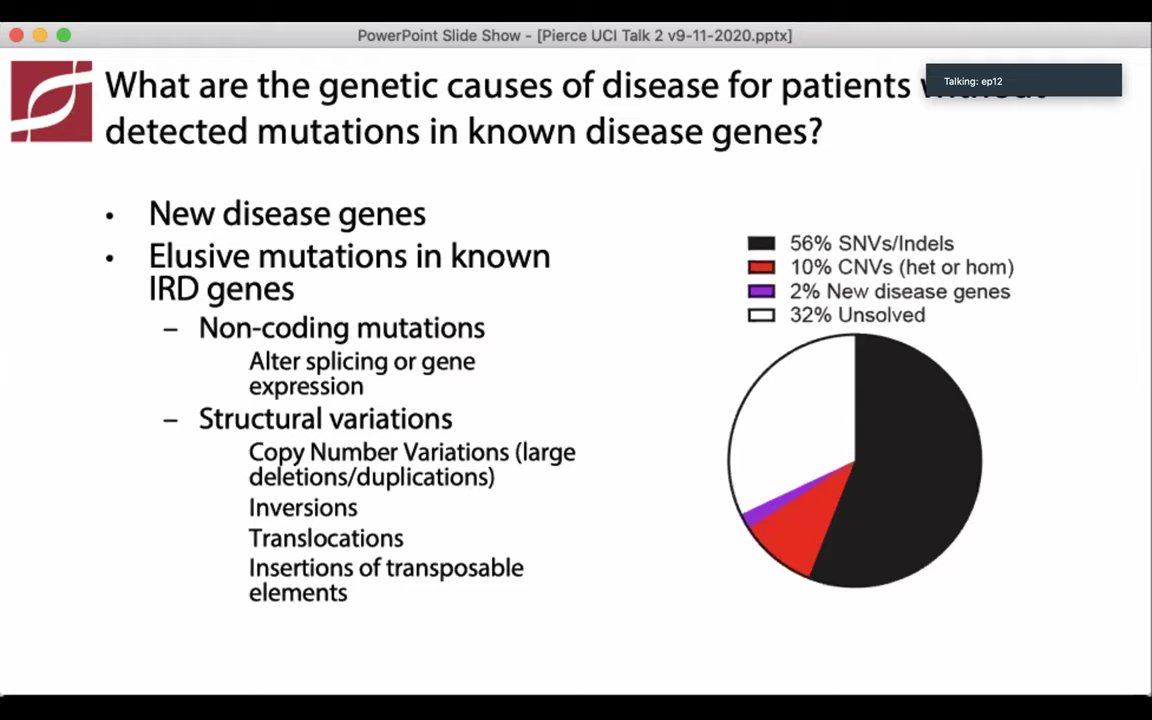 PowerPoint Slide Show - [Pierce UCI Talk 2 v9-11-2020.pptx]
What are the genetic causes of disease for patients
Talking: ep12
detected mutations in known disease genes?
• New disease genes
• Elusive mutations in known
IRD genes
– Non-coding mutations
Alter splicing or gene
expression
– Structural variations
Copy Number Variations (large
deletions/duplications)
Inversions
Translocations
Insertions of transposable
elements
56% SNVs/Indels
10% CNVs (het or hom)
2% New disease genes
32% Unsolved